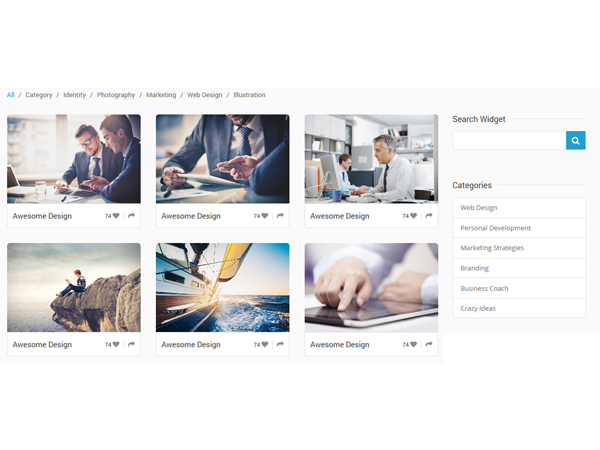 All / Category / Identity / Photography / Marketing / Web Design / Illustration
Awesome Design 74
Awesome Design 74
Awesome Design 74
Awesome Design 74
Awesome Design 74
Awesome Design 74
Search Widget
Categories
Web Design
Personal Development
Marketing Strategies
Branding
Business Coach
Crazy Ideas